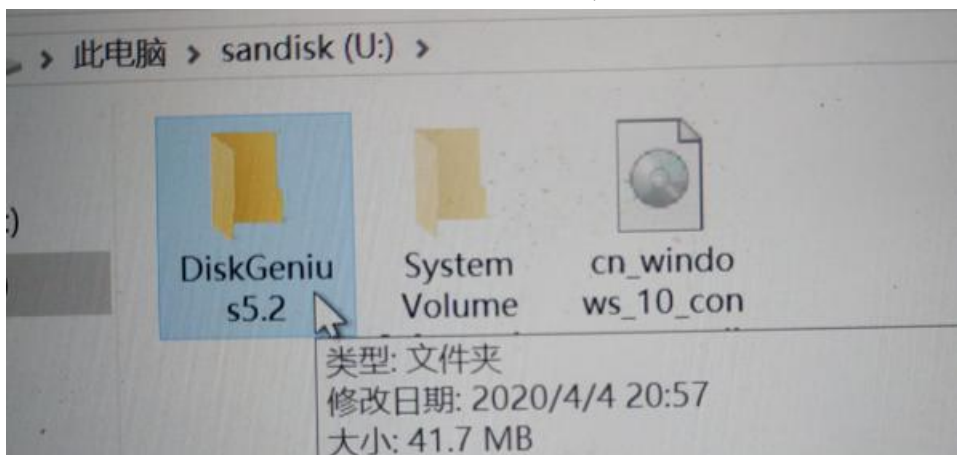 › 此电脑 › sandisk (U:) ›
:)
DiskGeniu
s5.2
System
Volume
cn_windo
ws_10_con
类型: 文件夹
修改日期: 2020/4/4 20:57
大小: 41.7 MB